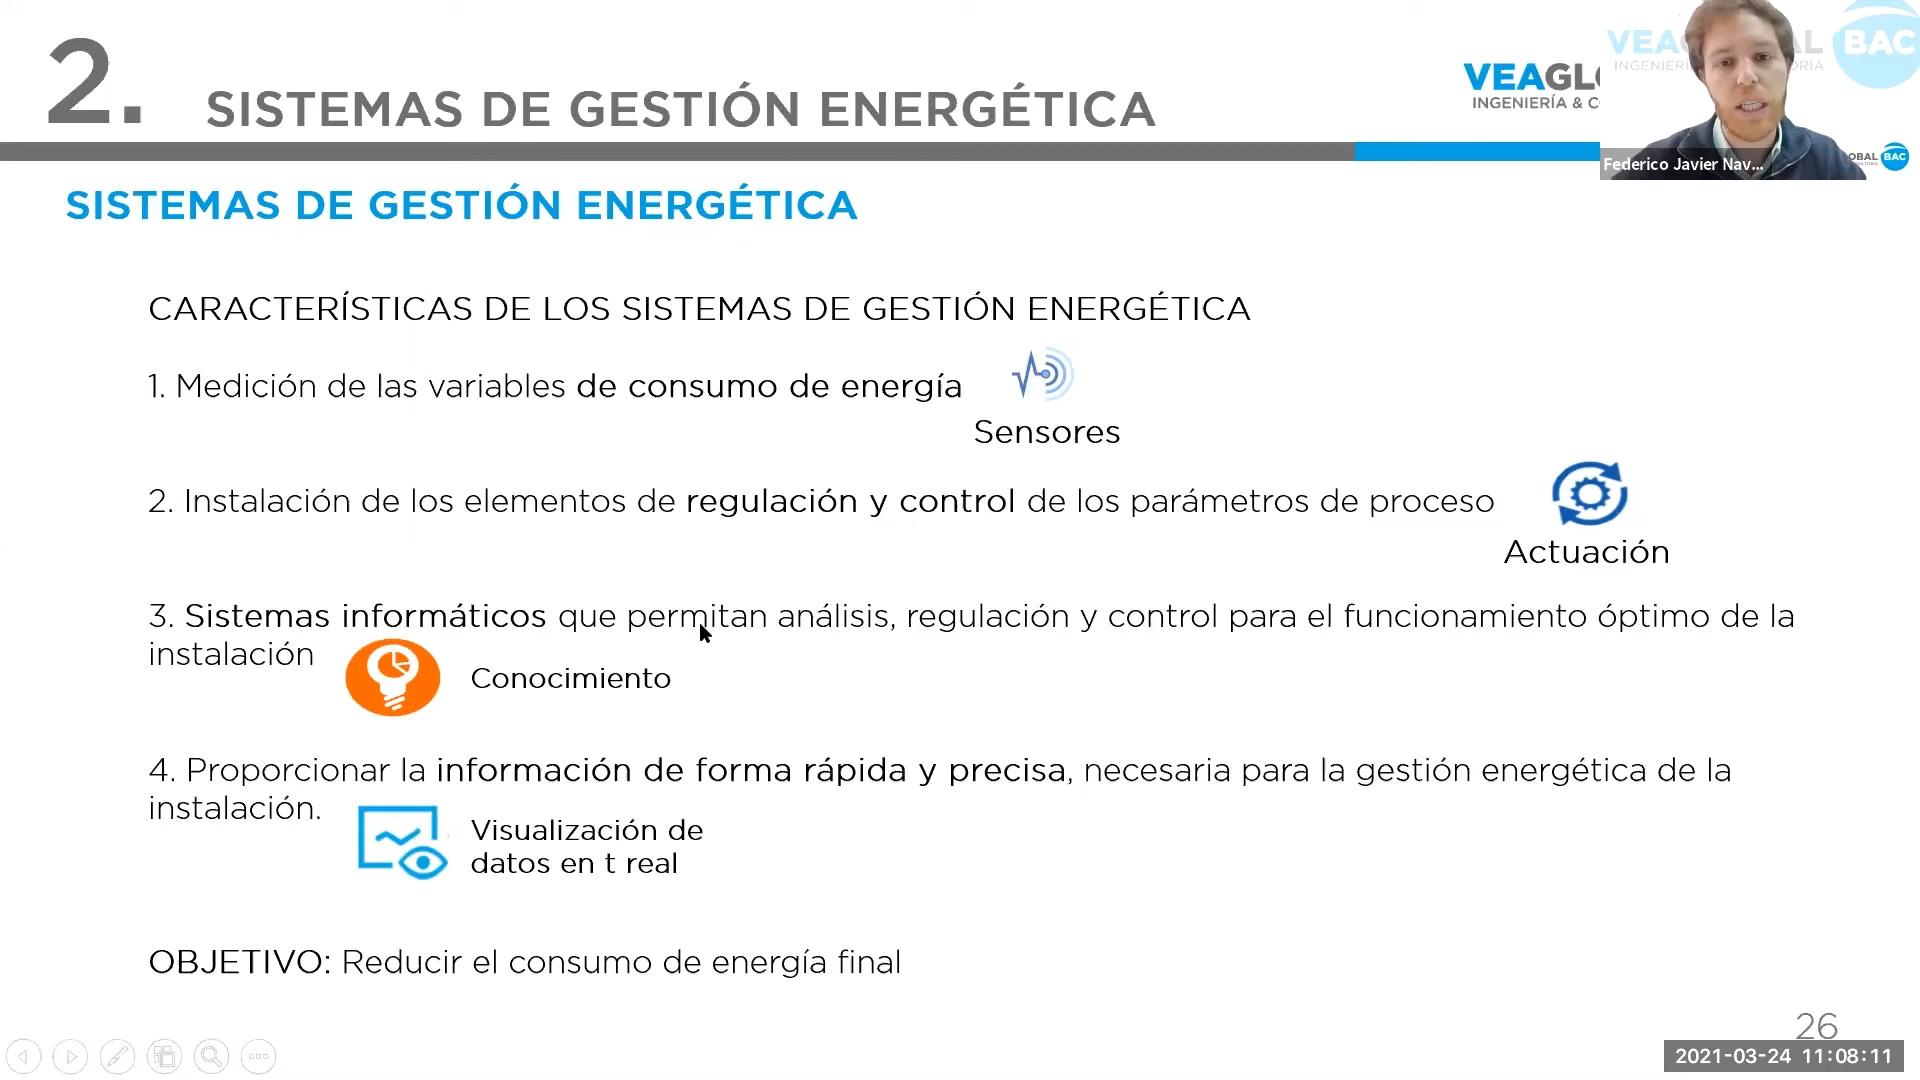 2. SISTEMAS DE GESTIÓN ENERGÉTICA
VEAGLO
INGENIERÍA & C
BAC
Federico Javier Nav...
OBAL BAC
SISTEMAS DE GESTIÓN ENERGÉTICA
CARACTERÍSTICAS DE LOS SISTEMAS DE GESTIÓN ENERGÉTICA
1. Medición de las variables de consumo de energía
Sensores
2. Instalación de los elementos de regulación y control de los parámetros de proceso
Actuación
3. Sistemas informáticos que permitan análisis, regulación y control para el funcionamiento óptimo de la
instalación
Conocimiento
4. Proporcionar la información de forma rápida y precisa, necesaria para la gestión energética de la
instalación.
Visualización de
datos en t real
OBJETIVO: Reducir el consumo de energía final
26
2021-03-24 11:08:11